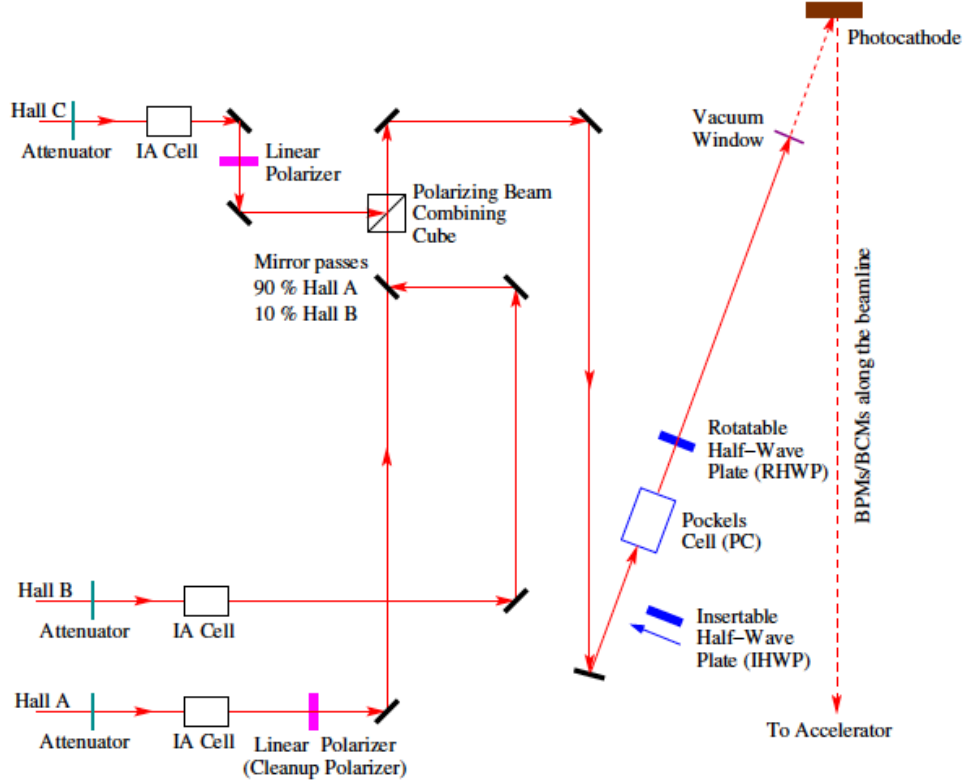 Photocathode
Hall C
Attenuator
IA Cell
Linear
Polarizer
Vacuum
Window
Polarizing Beam
Combining
Cube
Mirror passes
90 % Hall A
10 % Hall B
BPMs/BCMs along the beamline
Rotatable
Half−Wave
Plate (RHWP)
Pockels
Cell (PC)
Hall B
Attenuator
IA Cell
Insertable
Half−Wave
Plate (IHWP)
Hall A
Attenuator
IA Cell
Linear Polarizer
(Cleanup Polarizer)
To Accelerator